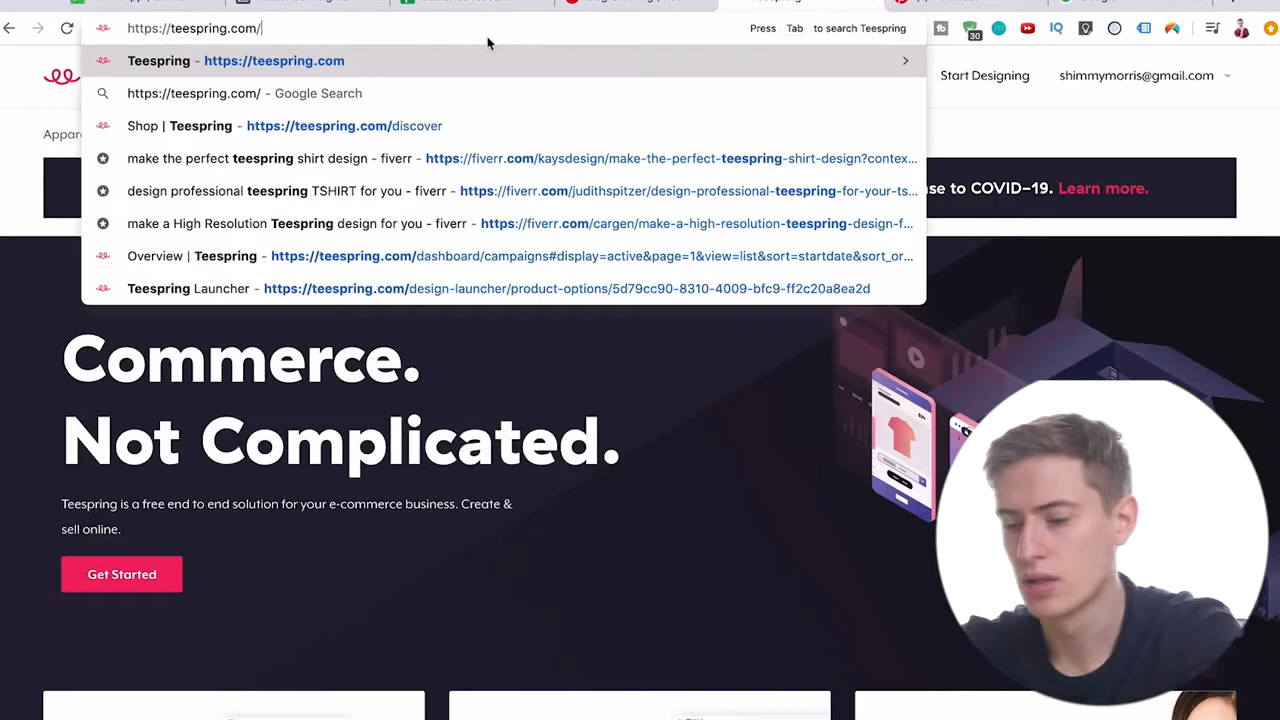 https://teespring.com/
Press Tab to search Teespring
30
Teespring - https://teespring.com
https://teespring.com/ - Google Search
Start Designing
shimmymorris@gmail.com
Shop | Teespring - https://teespring.com/discover
make the perfect teespring shirt design - fiverr - https://fiverr.com/kaysdesign/make-the-perfect-teespring-shirt-design?contex...
design professional teespring TSHIRT for you - fiverr - https://fiverr.com/judithspitzer/design-professional-teespring-for-your-ts...
se to COVID-19. Learn more.
make a High Resolution Teespring design for you - fiverr - https://fiverr.com/cargen/make-a-high-resolution-teespring-design-f...
Overview | Teespring - https://teespring.com/dashboard/campaigns#display=active&page=1&view=list&sort=startdate&sort_or...
Teespring Launcher - https://teespring.com/design-launcher/product-options/5d79cc90-8310-4009-bfc9-ff2c20a8ea2d
Commerce.
Not Complicated.
Teespring is a free end to end solution for your e-commerce business. Create &
sell online.
Get Started